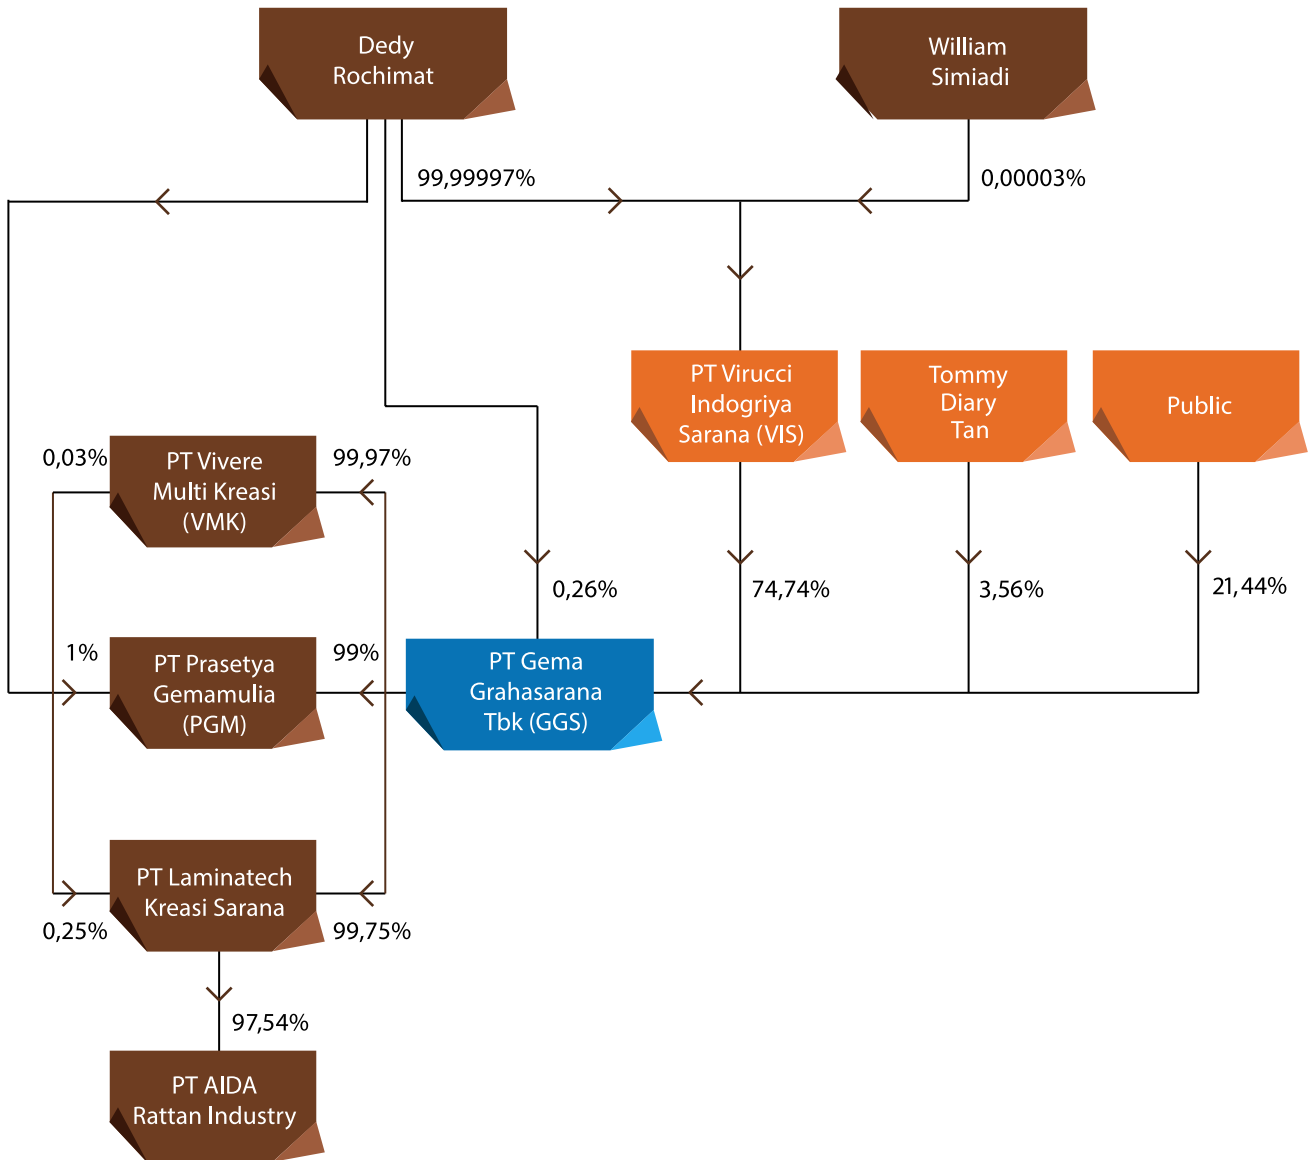 Dedy
Rochimat
William
Simiadi
99,99997%
0,00003%
PT Virucci
Indogriya
Sarana (VIS)
Tommy
Diary
Tan
Public
0,03%
PT Vivere
Multi Kreasi
(VMK)
99,97%
0,26%
74,74%
3,56%
21,44%
1%
PT Prasetya
Gemamulia
(PGM)
99%
PT Gema
Grahasarana
Tbk (GGS)
PT Laminatech
Kreasi Sarana
0,25%
99,75%
97,54%
PT AIDA
Rattan Industry